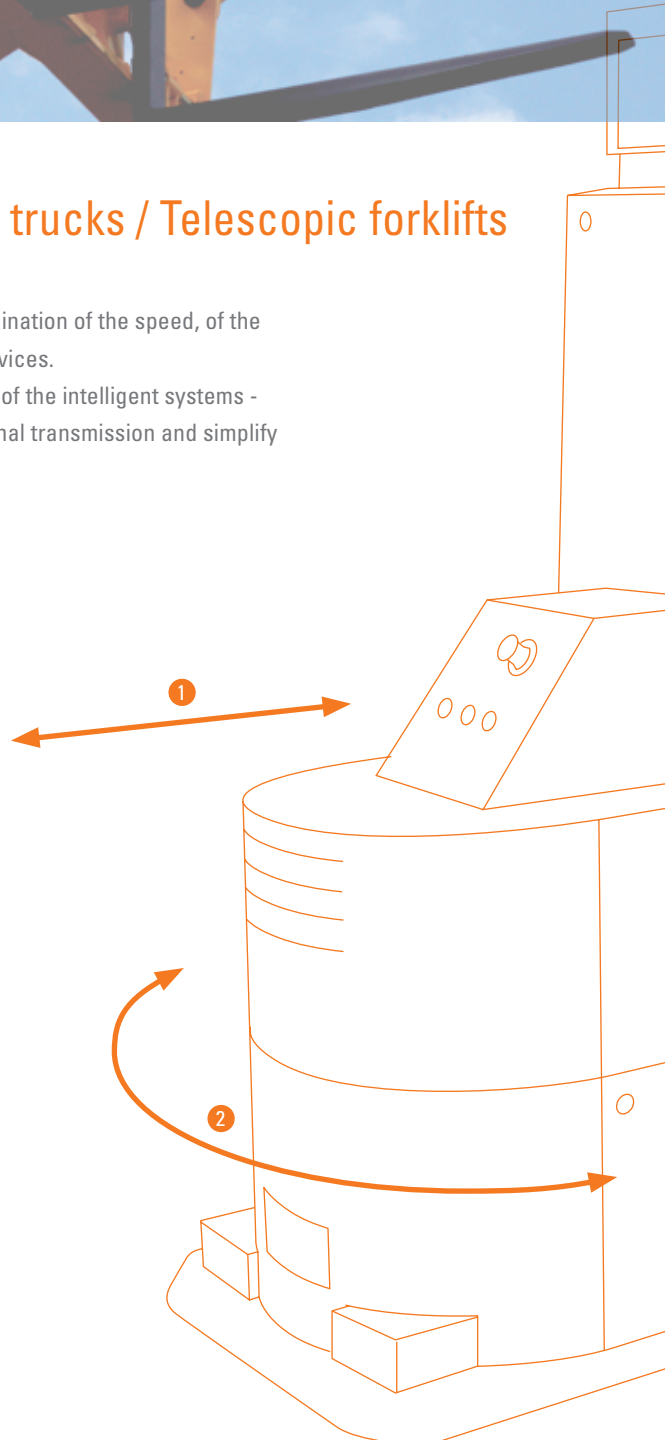 trucks / Telescopic forklifts
ination of the speed, of the
vices.
of the intelligent systems -
nal transmission and simplify
1
2